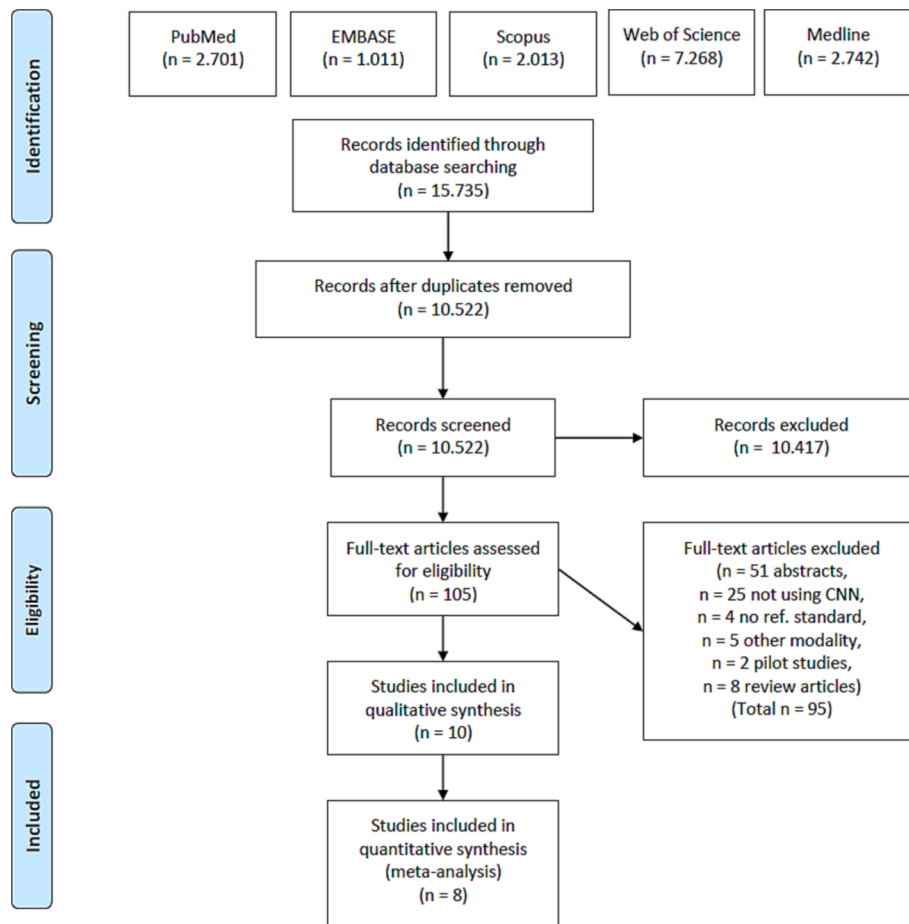 Identification
PubMed
(n = 2.701)
EMBASE
(n = 1.011)
Scopus
(n = 2.013)
Web of Science
(n = 7.268)
Medline
(n = 2.742)
Records identified through
database searching
(n = 15.735)
Screening
Records after duplicates removed
(n = 10.522)
Records screened
(n = 10.522)
Records excluded
(n = 10.417)
Eligibility
Full-text articles assessed
for eligibility
(n = 105)
Full-text articles excluded
(n = 51 abstracts,
n = 25 not using CNN,
n = 4 no ref. standard,
n = 5 other modality,
n = 2 pilot studies,
n = 8 review articles)
(Total n = 95)
Studies included in
qualitative synthesis
(n = 10)
Included
Studies included in
quantitative synthesis
(meta-analysis)
(n = 8)